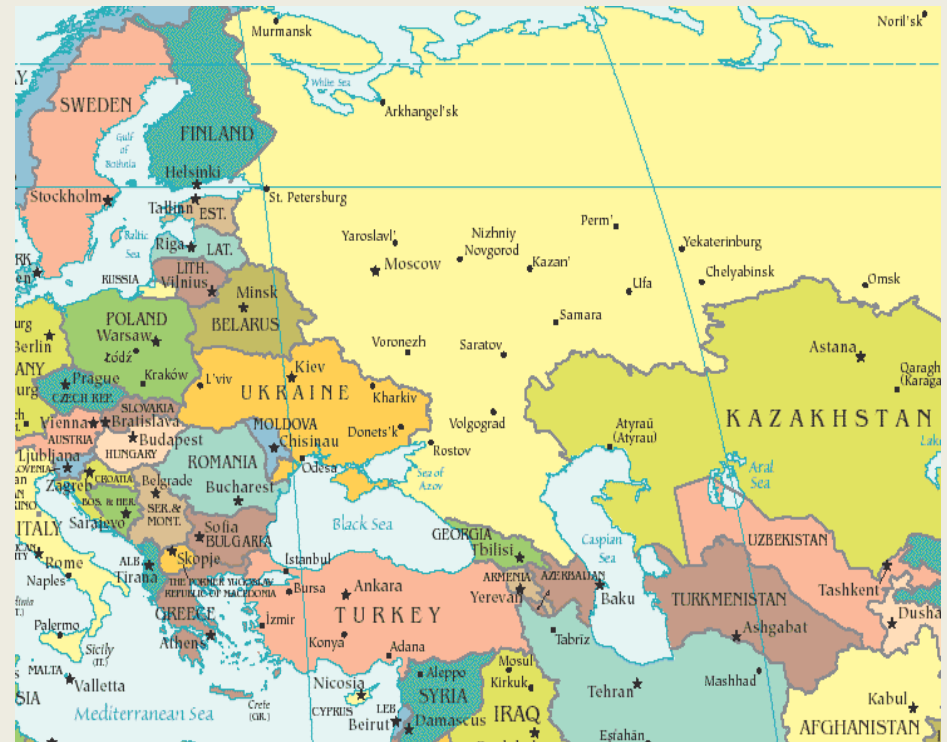 Murmansk
Noril'sk
White Sea
Arkhangel'sk
SWEDEN
FINLAND
Gulf
of
Bothnia
Helsinki
Stockholm
Tallinn
EST.
St. Petersburg
Baltic
Sea
Riga
LAT.
Yaroslavl'
Nizhniy
Novgorod
Perm'
Yekaterinburg
Moscow
Kazan'
Chelyabinsk
Omsk
RUSSIA
LITH.
Vilnius
Ufa
Minsk
BELARUS
Samara
POLAND
Warsaw
Łódź
Berlin
Voronezh
Saratov
Astana
Kraków
L'viv
Kiev
UKRAINE
Kharkiv
Prague
CZECH REP.
SLOVAKIA
Vienna
Bratislava
AUSTRIA
Budapest
HUNGARY
MOLDOVA
Chisinau
Donets'k
Volgograd
Rostov
KAZAKHSTAN
Qaragh
(Karaga
Atyraū
(Atyrau)
Ljubljana
Zagreb
CROATIA
ROMANIA
Belgrade
Bucharest
Odesa
Sea of
Azov
Aral
Sea
BOS. & HER.
Sarajevo
SER.&
MONT.
Sofia
BULGARIA
Black Sea
GEORGIA
Tbilisi
Caspian
Sea
UZBEKISTAN
ITALY
Rome
Naples
ALB.
Tirana
Skopje
THE FORMER YUGOSLAV
REPUBLIC OF MACEDONIA
İstanbul
Bursa
Ankara
ARMENIA
Yerevan
AZERBAIJAN
Baku
TURKMENISTAN
Tashkent
Dusha
GREECE
Athens
İzmir
TURKEY
Konya
Adana
Tabrīz
Ashgabat
Palermo
Sicily
(IT.)
MALTA
Valletta
Crete
(GR.)
Mediterranean Sea
Nicosia
CYPRUS
LEB
Beirut
Aleppo
SYRIA
Damascus
Mosul
Kirkuk
IRAQ
Tehran
Eşfahān
Mashhad
Kabul
AFGHANISTAN